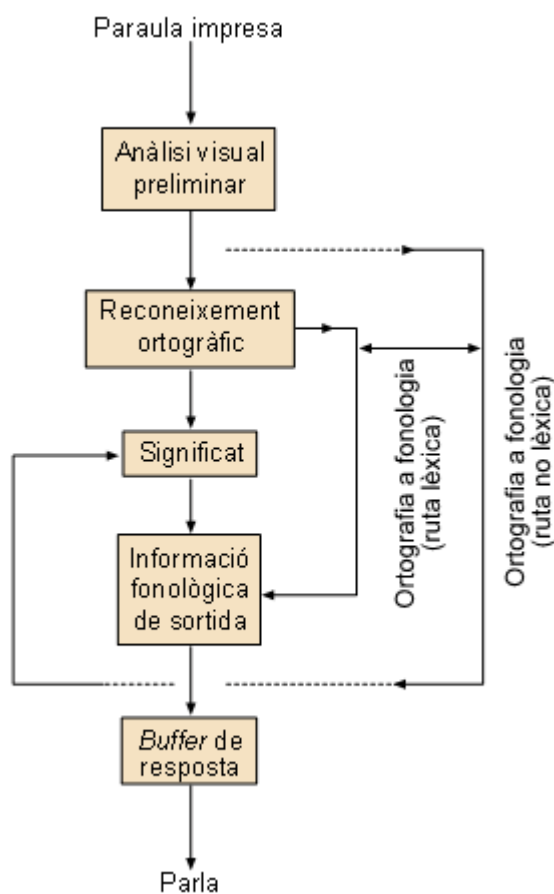 Paraula impresa
Anàlisi visual
preliminar
Reconeixement
ortogràfic
Significat
Informació
fonològica
de sortida
Ortografia a fonologia
(ruta lèxica)
Ortografia a fonologia
(ruta no lèxica)
Buffer de
resposta
Parla